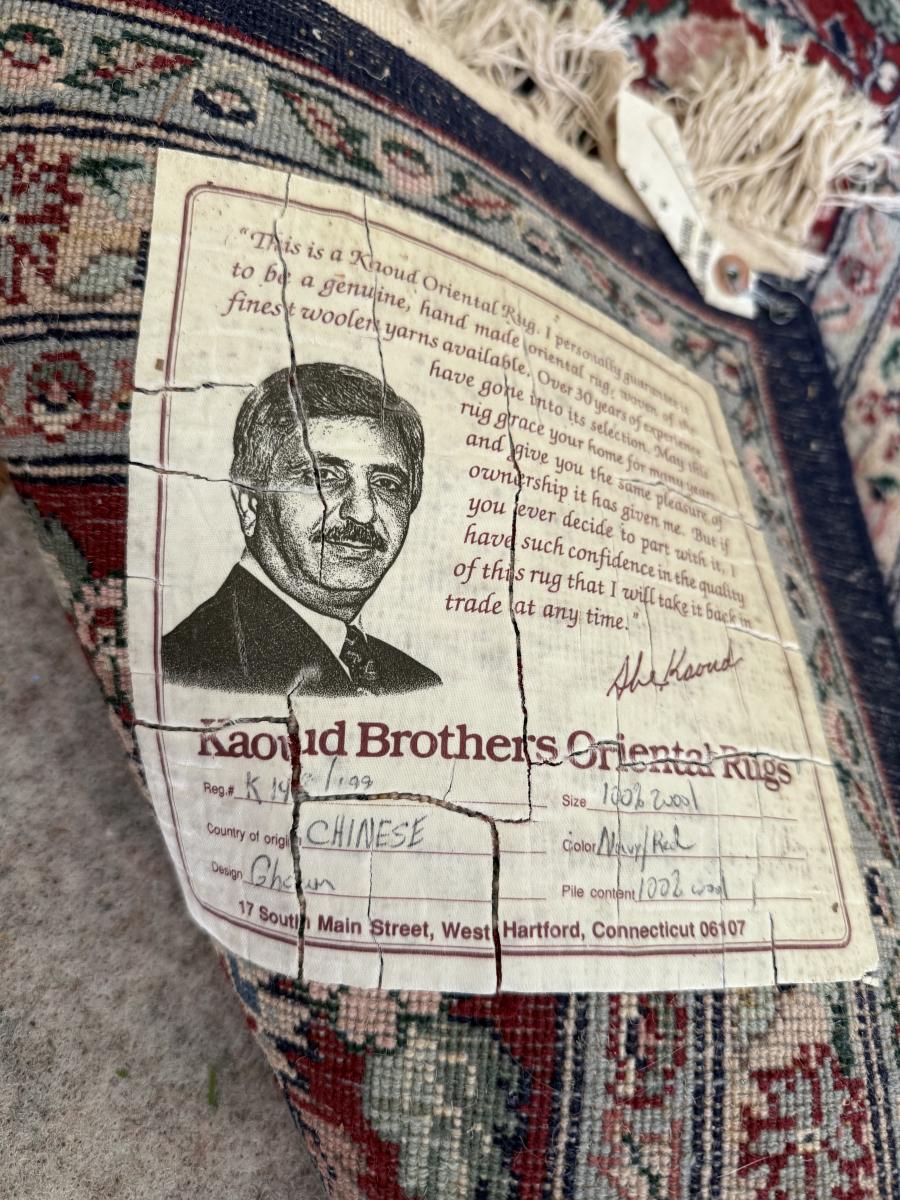 "This is a Kaoud Oriental Rug. I personally guarantee it
to be a genuine, hand made oriental rug, woven of the
finest woolen yarns available. Over 30 years of experience
have gone into its selection. May this
rug grace your home for many years
and give you the same pleasure of
ownership it has given me. But if
you ever decide to part with it, I
have such confidence in the quality
of this rug that I will take it back in
trade at any time."
Abe Kaoud
Kaoud Brothers Oriental Rugs
Reg.# K
Size 100% wool
Country of origin CHINESE
Color Navy/Red
Design
Pile content 100% wool
17 South Main Street, West Hartford, Connecticut 06107